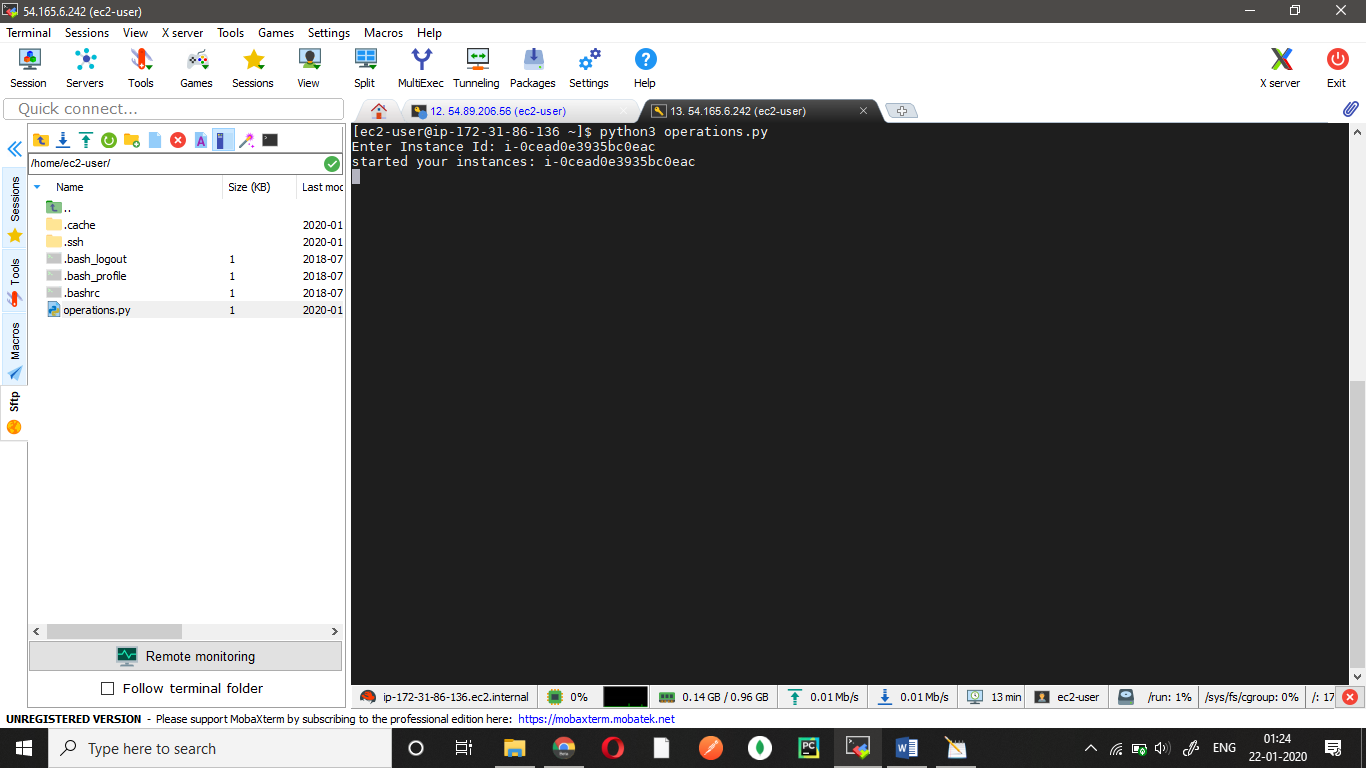 54.165.6.242 (ec2-user)
Terminal Sessions View X server Tools Games Settings Macros Help
Session Servers Tools Games Sessions View Split MultiExec Tunneling Packages Settings Help X server Exit
Quick connect...
12. 54.89.206.56 (ec2-user)
13. 54.165.6.242 (ec2-user)
/home/ec2-user/
Name Size (KB) Last mod
..
.cache 2020-01
.ssh 2020-01
.bash_logout 1 2018-07
.bash_profile 1 2018-07
.bashrc 1 2018-07
operations.py 1 2020-01
Sessions
Tools
Macros
Sftp
[ec2-user@ip-172-31-86-136 ~]$ python3 operations.py
Enter Instance Id: i-0cead0e3935bc0eac
started your instances: i-0cead0e3935bc0eac
Remote monitoring
Follow terminal folder
ip-172-31-86-136.ec2.internal 0% 0.14 GB / 0.96 GB 0.01 Mb/s 0.01 Mb/s 13 min ec2-user /run: 1% /sys/fs/cgroup: 0% /: 17
UNREGISTERED VERSION - Please support MobaXterm by subscribing to the professional edition here: https://mobaxterm.mobatek.net
Type here to search
PC
ENG
01:24
22-01-2020